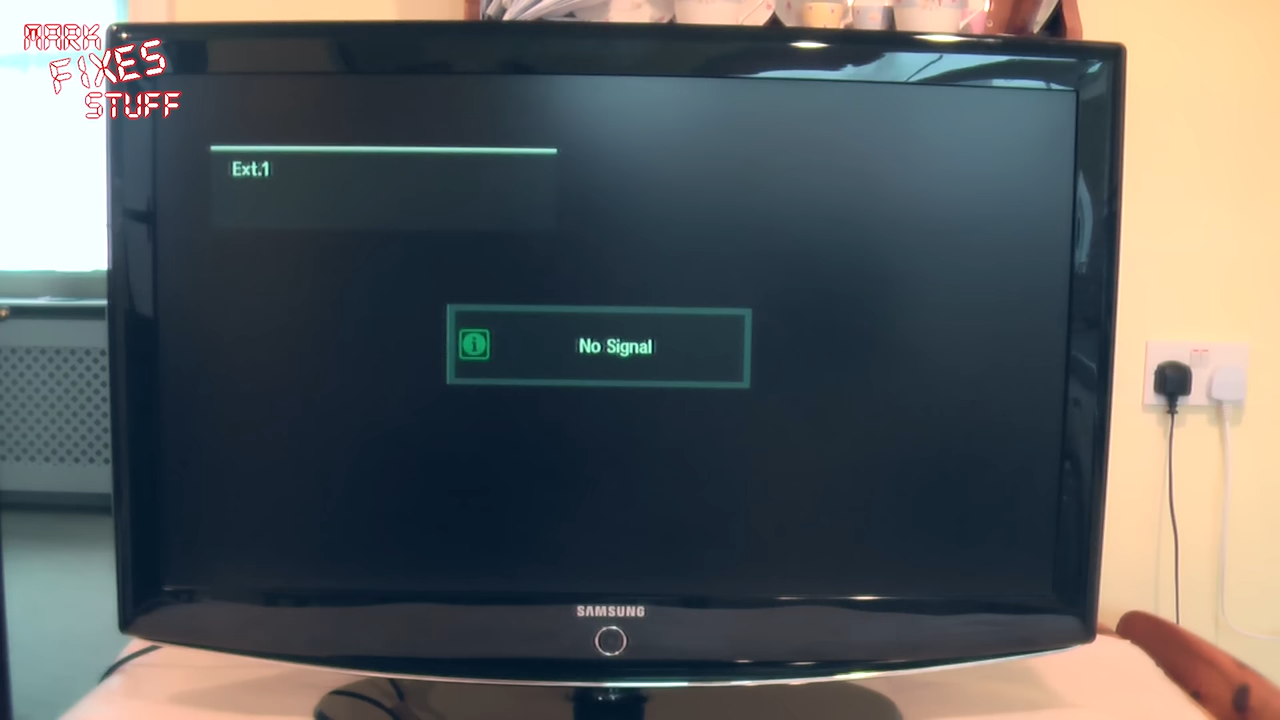 MARK
FIXES
STUFF
Ext.1
No Signal
SAMSUNG